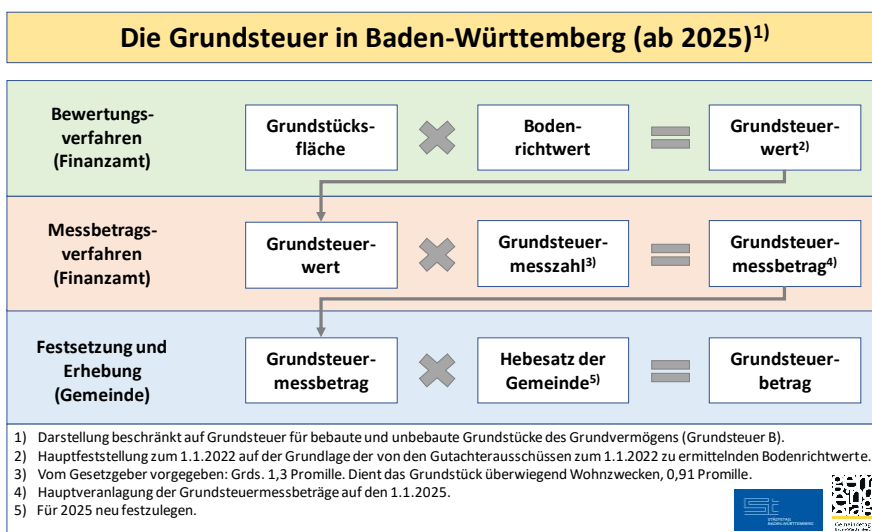 Die Grundsteuer in Baden-Württemberg (ab 2025)1)
Bewertungs-
verfahren
(Finanzamt)
Grundstücks-
fläche
Boden-
richtwert
Grundsteuer-
wert2)
Messbetrags-
verfahren
(Finanzamt)
Grundsteuer-
wert
Grundsteuer-
messzahl3)
Grundsteuer-
messbetrag4)
Festsetzung und
Erhebung
(Gemeinde)
Grundsteuer-
messbetrag
Hebesatz der
Gemeinde5)
Grundsteuer-
betrag
1) Darstellung beschränkt auf Grundsteuer für bebaute und unbebaute Grundstücke des Grundvermögens (Grundsteuer B).
2) Hauptfeststellung zum 1.1.2022 auf der Grundlage der von den Gutachterausschüssen zum 1.1.2022 zu ermittelnden Bodenrichtwerte.
3) Vom Gesetzgeber vorgegeben: Grds. 1,3 Promille. Dient das Grundstück überwiegend Wohnzwecken, 0,91 Promille.
4) Hauptveranlagung der Grundsteuermessbeträge auf den 1.1.2025.
5) Für 2025 neu festzulegen.
STÄDTETAG
BADEN-WÜRTTEMBERG
Gemeindetag